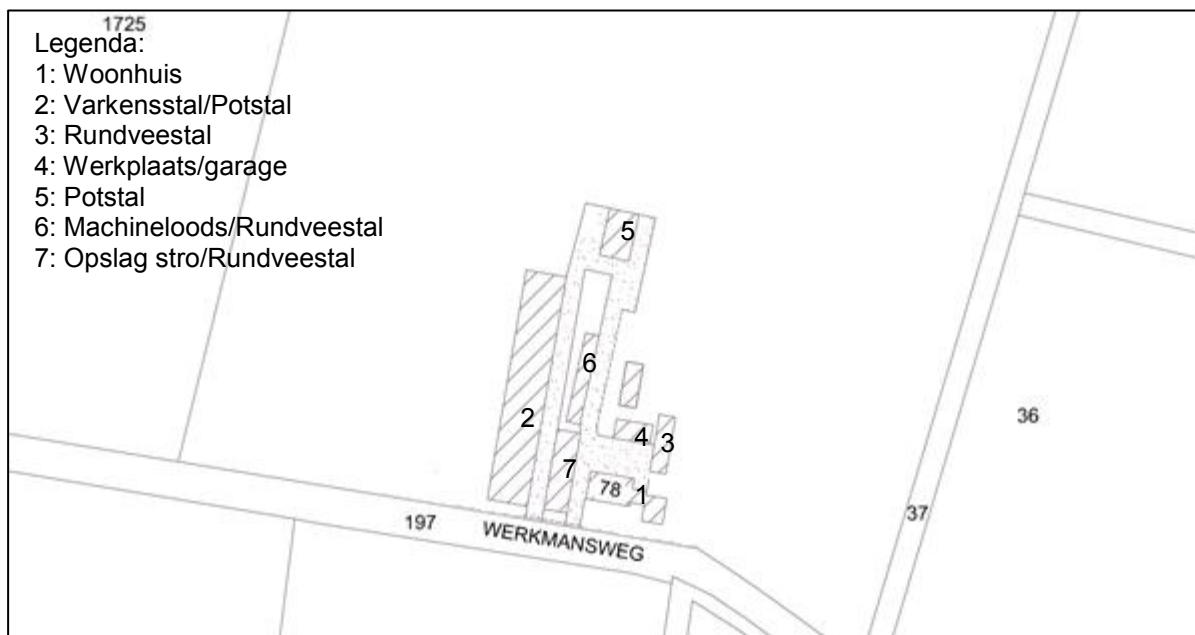 1725
Legenda:
1: Woonhuis
2: Varkensstal/Potstal
3: Rundveestal
4: Werkplaats/garage
5: Potstal
6: Machineloods/Rundveestal
7: Opslag stro/Rundveestal
5
6
2
4
3
7
78
1
36
37
197
WERKMANSWEG